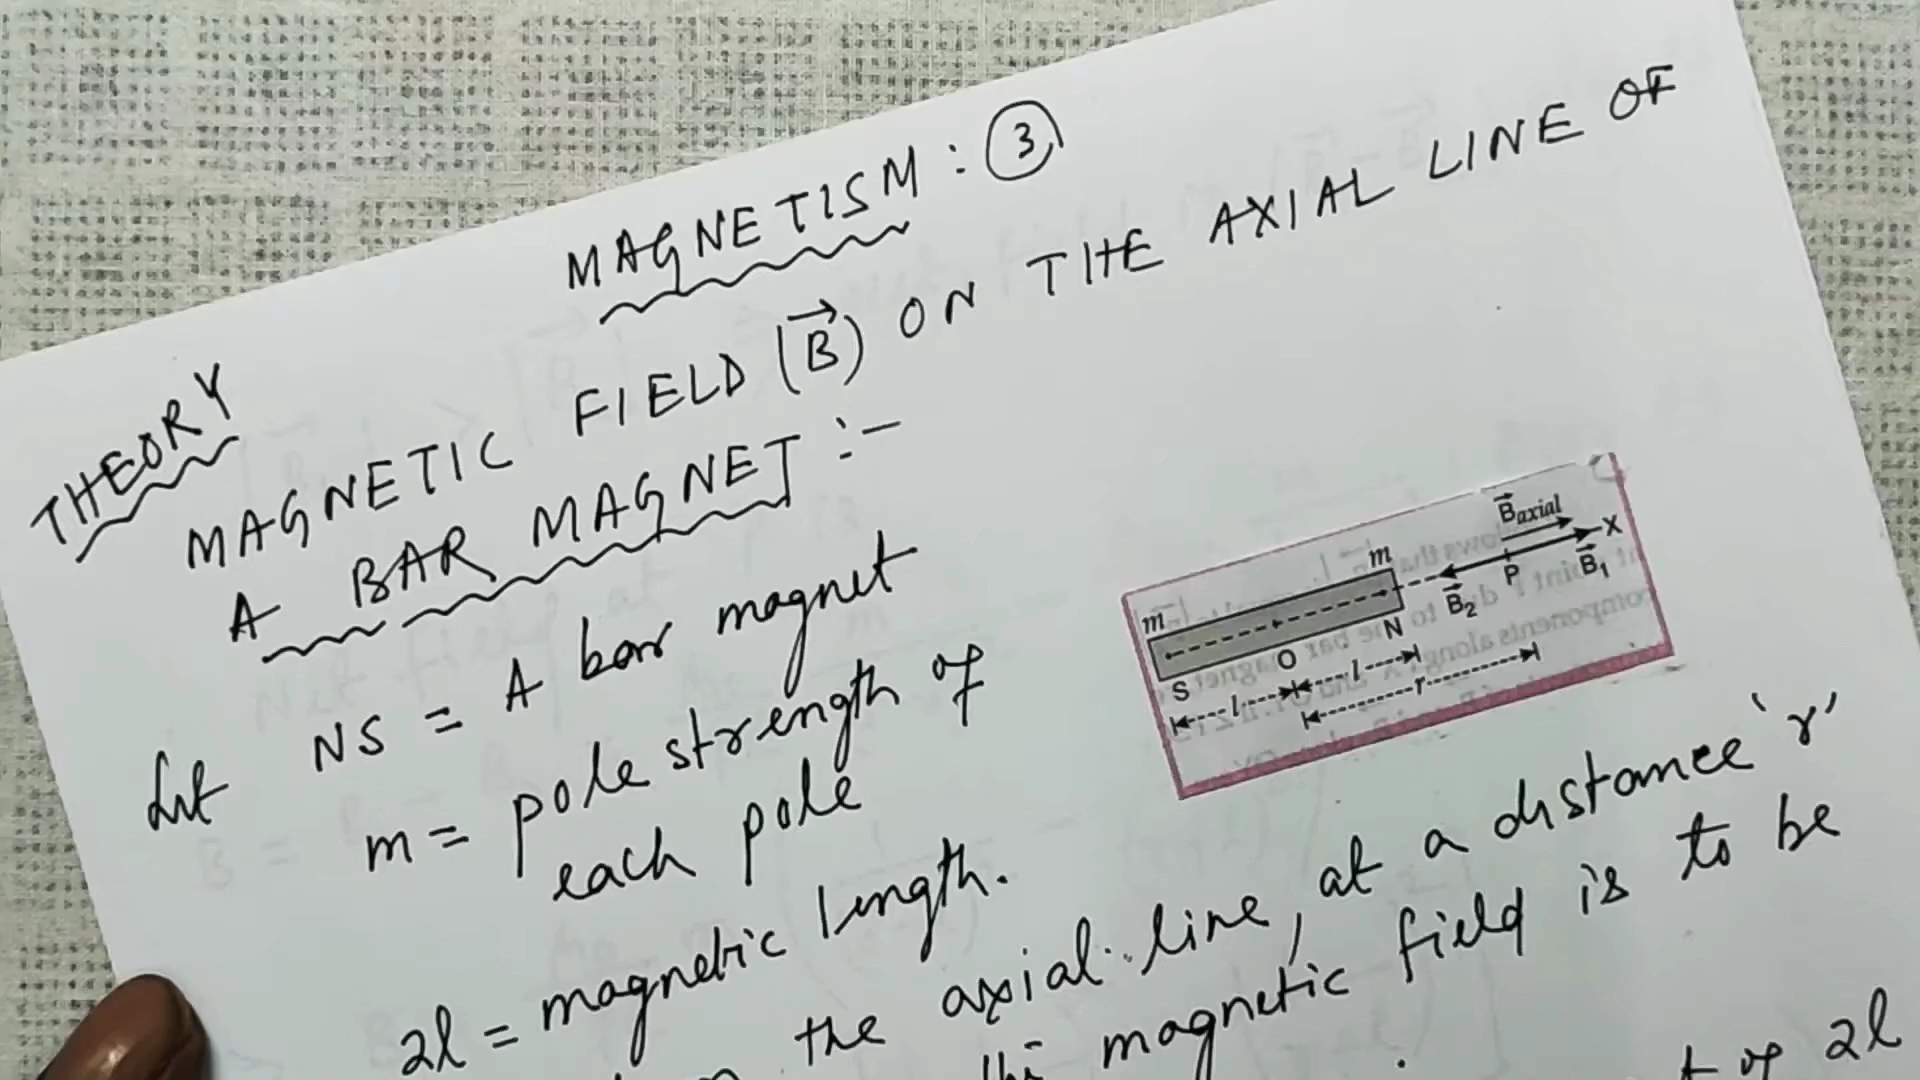 MAGNETISM : 3
THEORY
MAGNETIC FIELD (B⃗) ON THE AXIAL LINE OF
A BAR MAGNET :-
Let NS = A bar magnet
m = pole strength of
each pole
2l = magnetic length.
the axial line, at a distance 'r'
magnetic field is to be
of 2l
B⃗axial
m m P X
B⃗2 B⃗1
S O N
l l
r